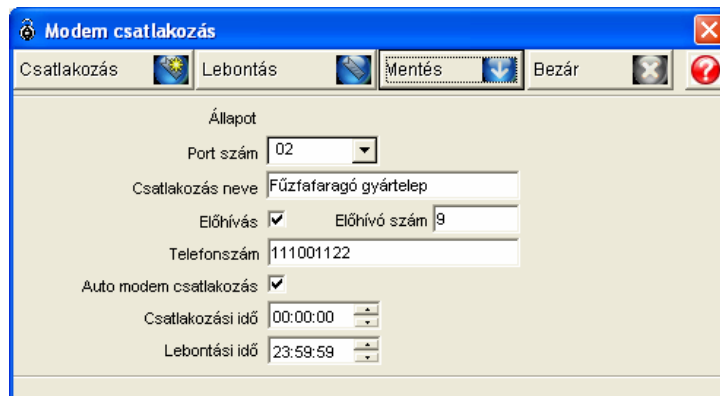 Modem csatlakozás
Csatlakozás Lebontás Mentés Bezár ?
Állapot
Port szám 02
Csatlakozás neve Fűzfafaragó gyártelep
Előhívás Előhívó szám 9
Telefonszám 111001122
Auto modem csatlakozás
Csatlakozási idő 00:00:00
Lebontási idő 23:59:59